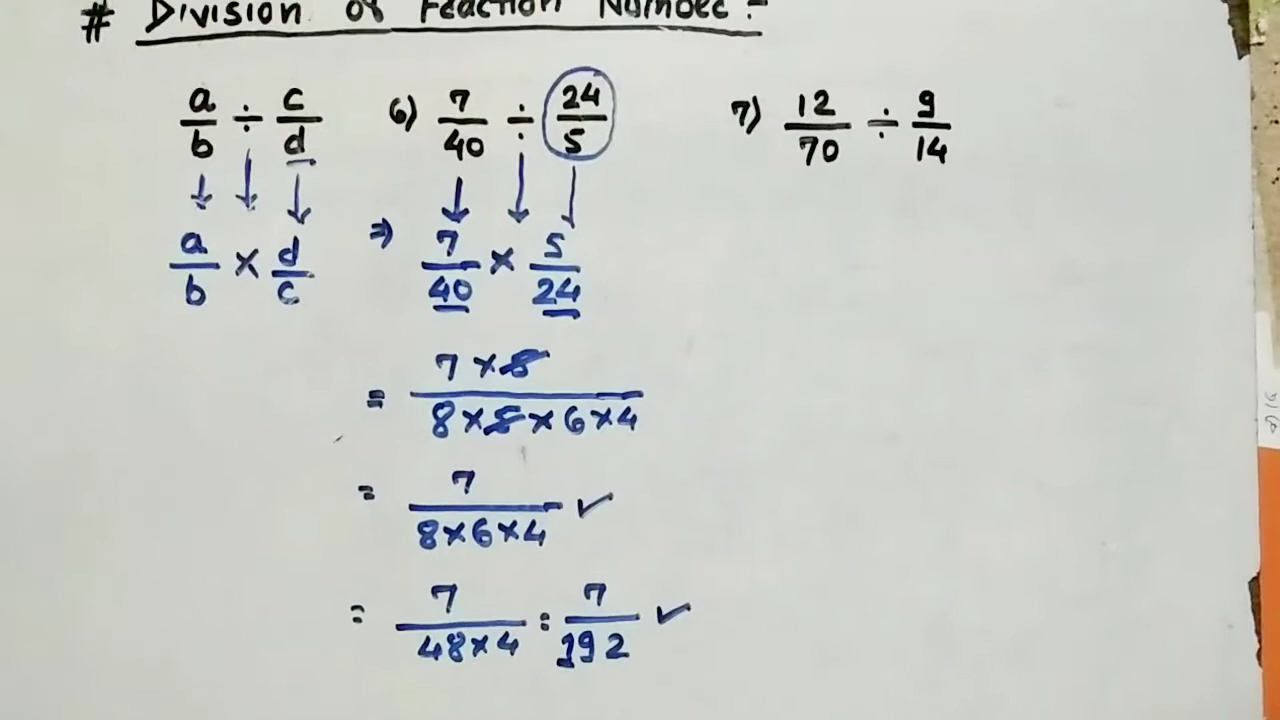 # Division of Fraction Number:-
a/b ÷ c/d
a/b × d/c
6) 7/40 ÷ 24/5
⇒ 7/40 × 5/24
= 7×5/8×5×6×4
= 7/8×6×4 ✓
= 7/48×4 = 7/192 ✓
7) 12/70 ÷ 9/14